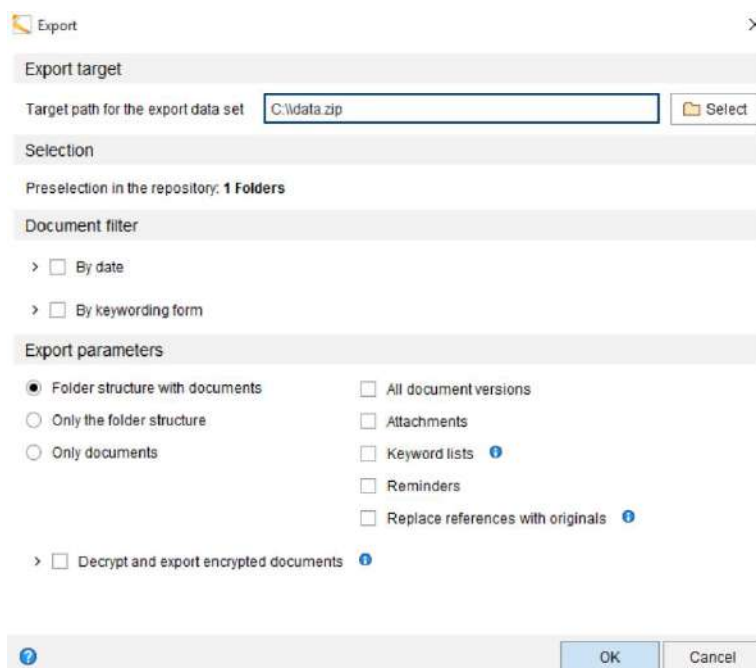 Export
Export target
Target path for the export data set C:\\data.zip Select
Selection
Preselection in the repository: 1 Folders
Document filter
By date
By keywording form
Export parameters
Folder structure with documents All document versions
Only the folder structure Attachments
Only documents Keyword lists
Reminders
Replace references with originals
Decrypt and export encrypted documents
OK Cancel